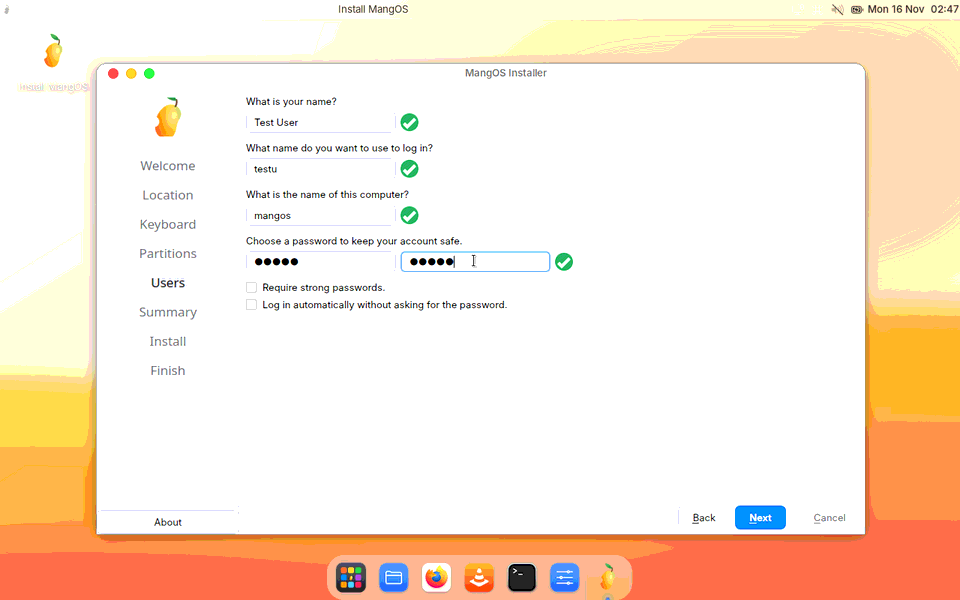 Install MangOS
Mon 16 Nov 02:47
Install MangOS
MangOS Installer
Welcome
Location
Keyboard
Partitions
Users
Summary
Install
Finish
About
What is your name?
Test User
What name do you want to use to log in?
testu
What is the name of this computer?
mangos
Choose a password to keep your account safe.
●●●●● ●●●●●
Require strong passwords.
Log in automatically without asking for the password.
Back Next Cancel
>-